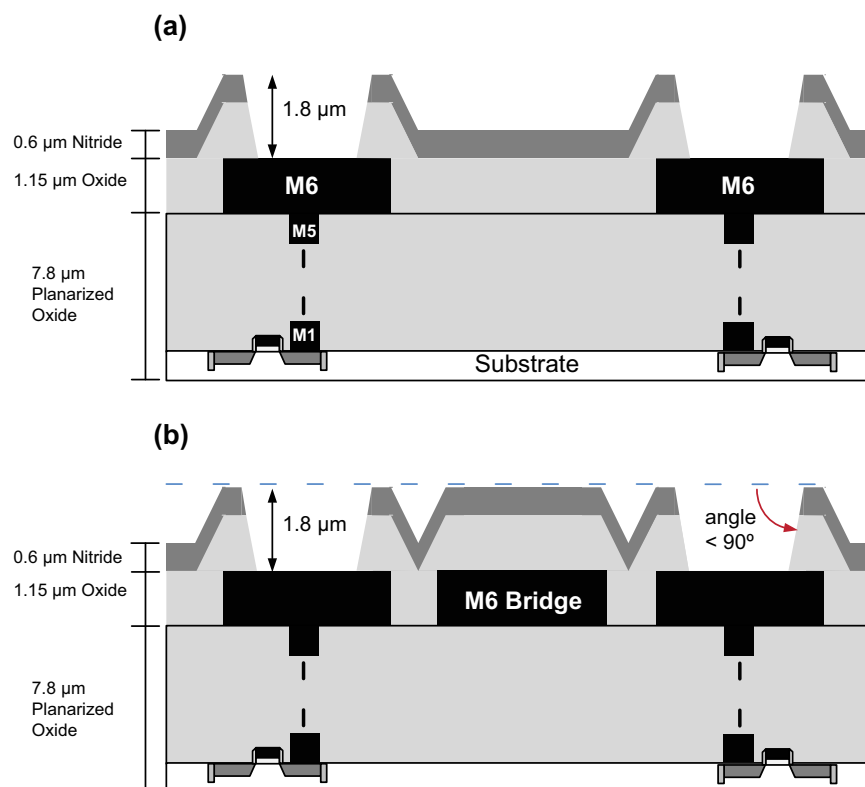 (a)
1.8 µm
0.6 µm Nitride
1.15 µm Oxide
M6
M6
M5
7.8 µm
Planarized
Oxide
M1
Substrate
(b)
1.8 µm
angle
< 90º
0.6 µm Nitride
1.15 µm Oxide
M6 Bridge
7.8 µm
Planarized
Oxide